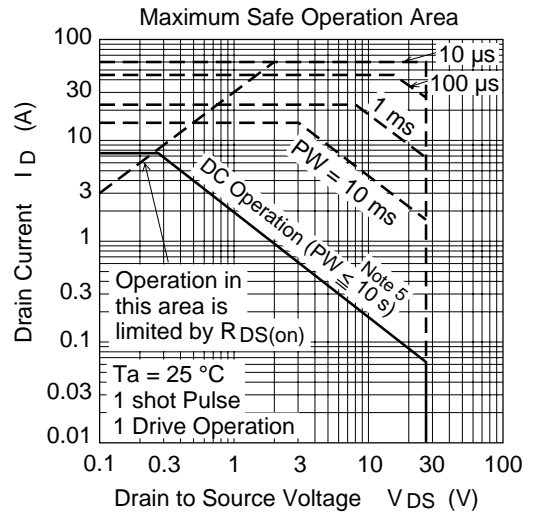 Maximum Safe Operation Area
100
30
10
3
1
0.3
0.1
0.03
0.01
Drain Current I D (A)
10 µs
100 µs
1 ms
PW = 10 ms
DC Operation (PW ≦ 10 s)
Note 5
Operation in
this area is
limited by R DS(on)
Ta = 25 °C
1 shot Pulse
1 Drive Operation
0.1 0.3 1 3 10 30 100
Drain to Source Voltage V DS (V)